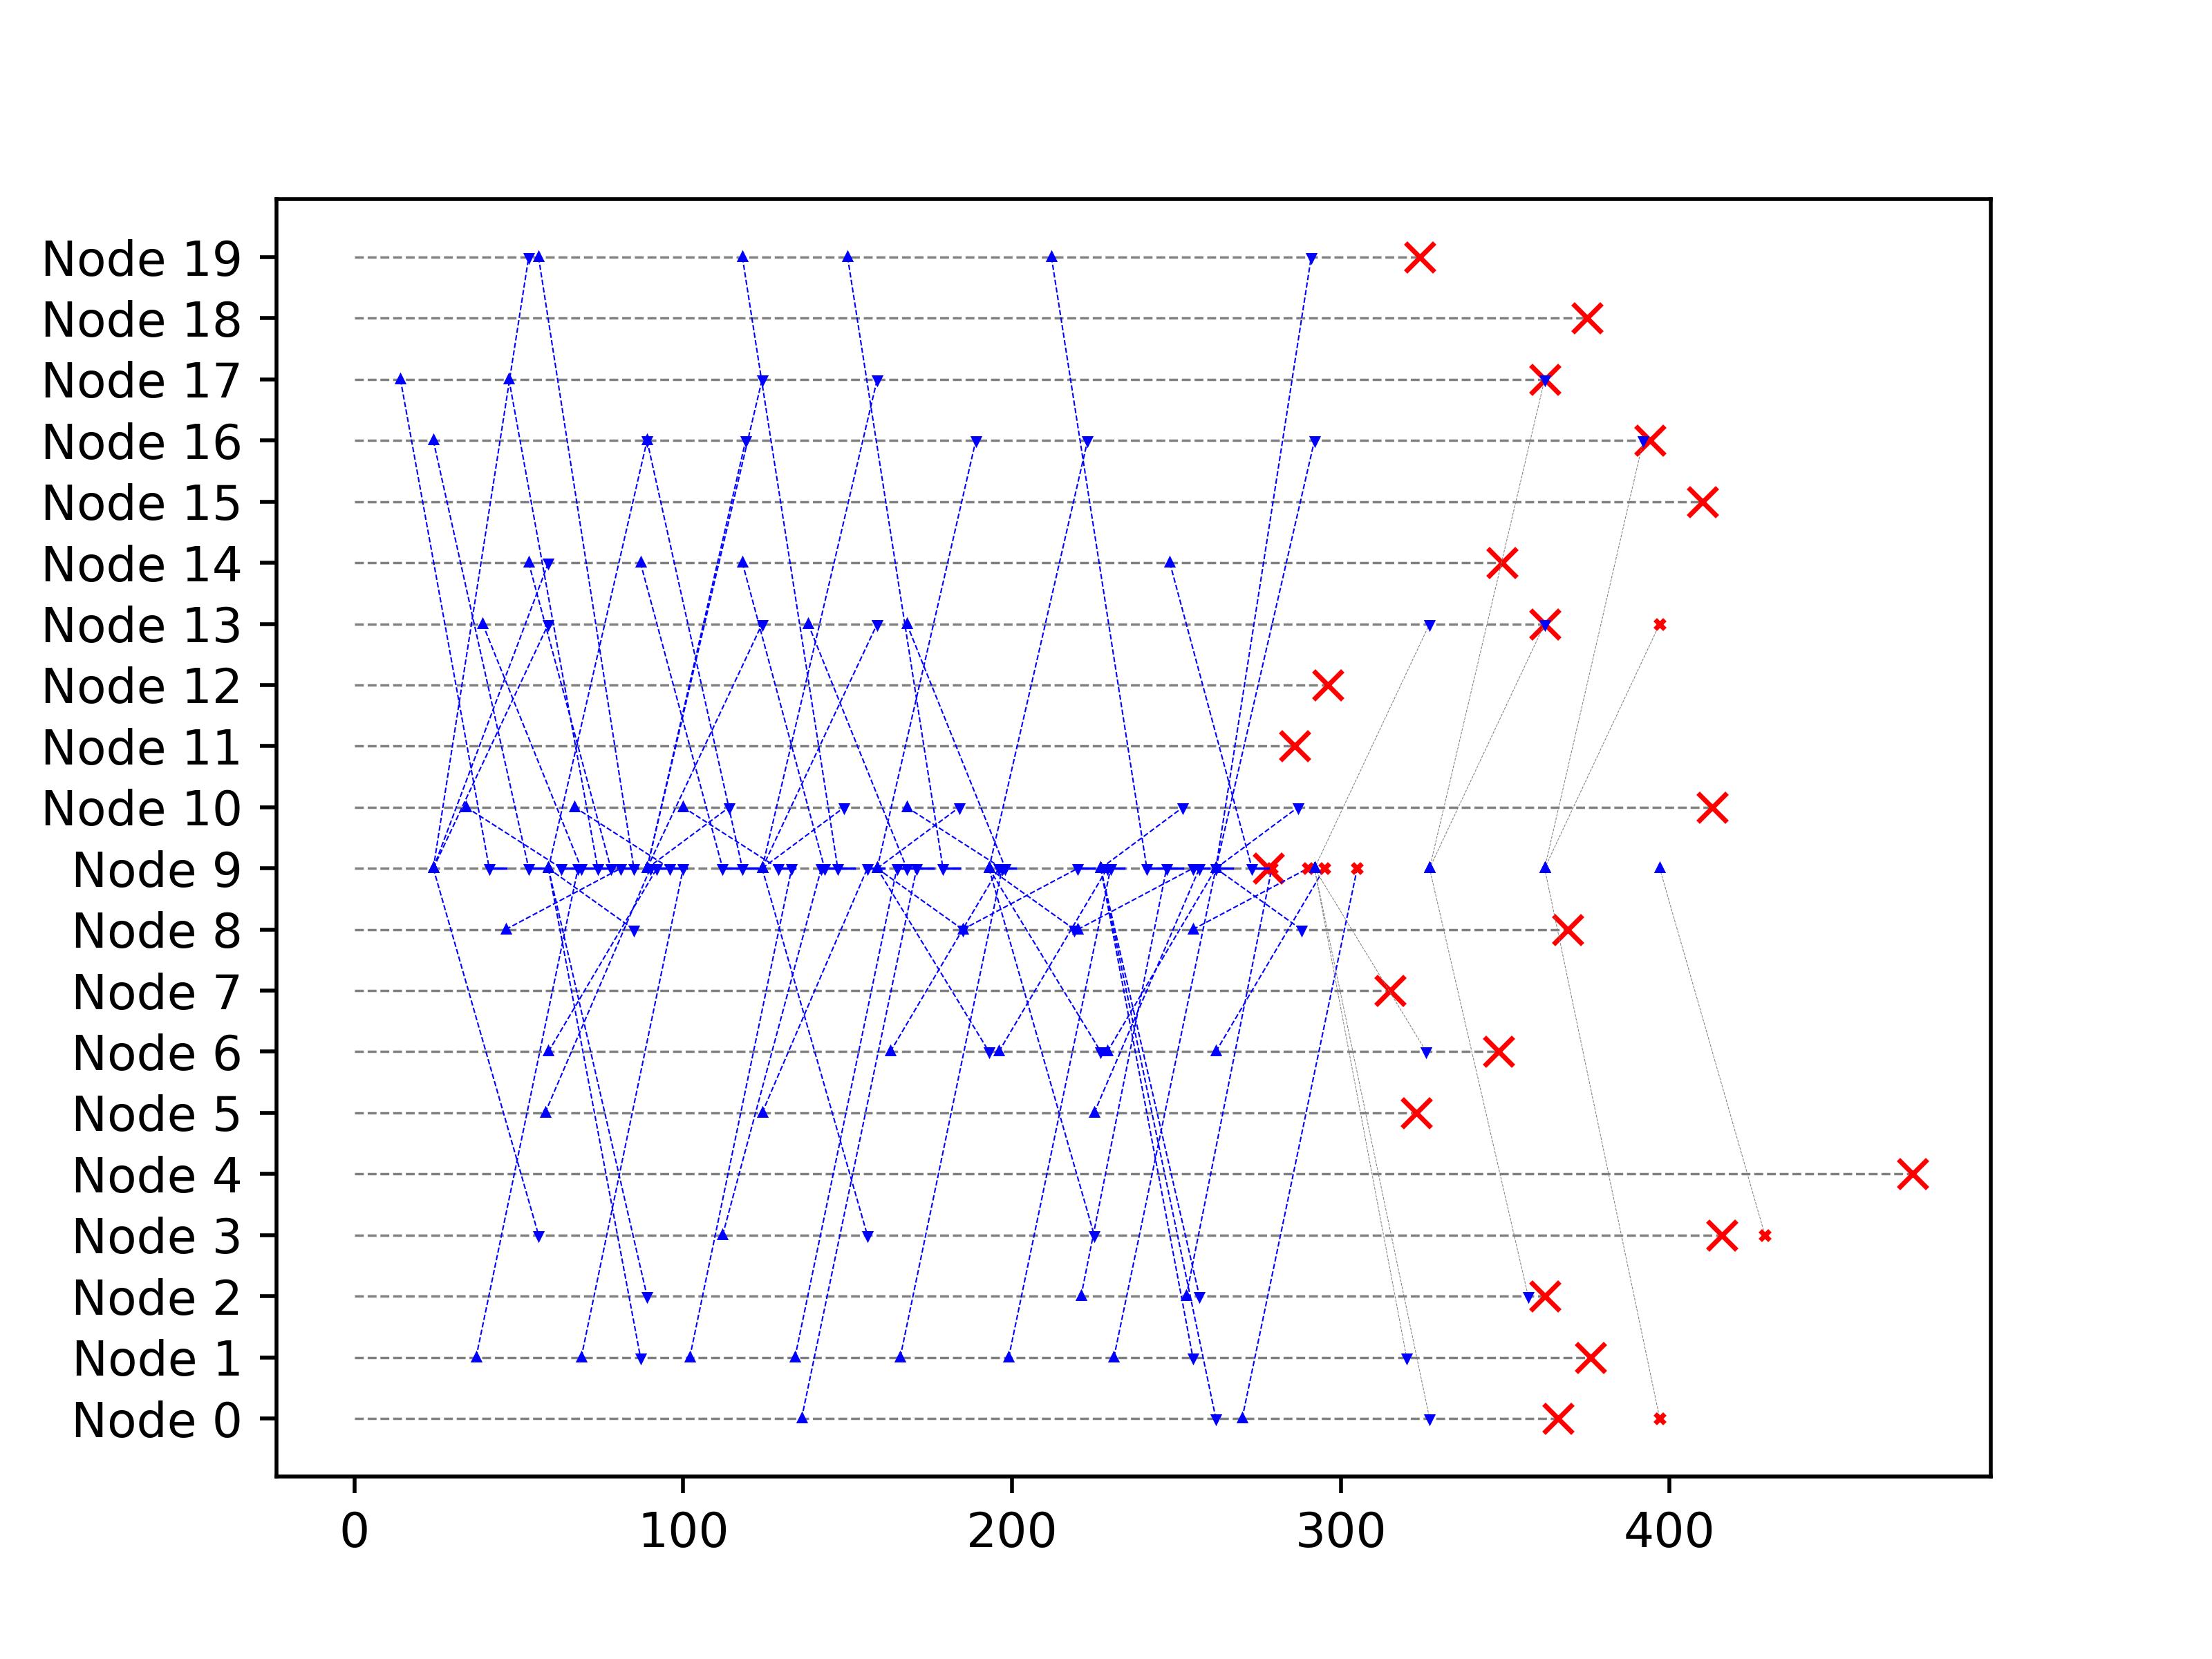 Node 19
Node 18
Node 17
Node 16
Node 15
Node 14
Node 13
Node 12
Node 11
Node 10
Node 9
Node 8
Node 7
Node 6
Node 5
Node 4
Node 3
Node 2
Node 1
Node 0
0 100 200 300 400